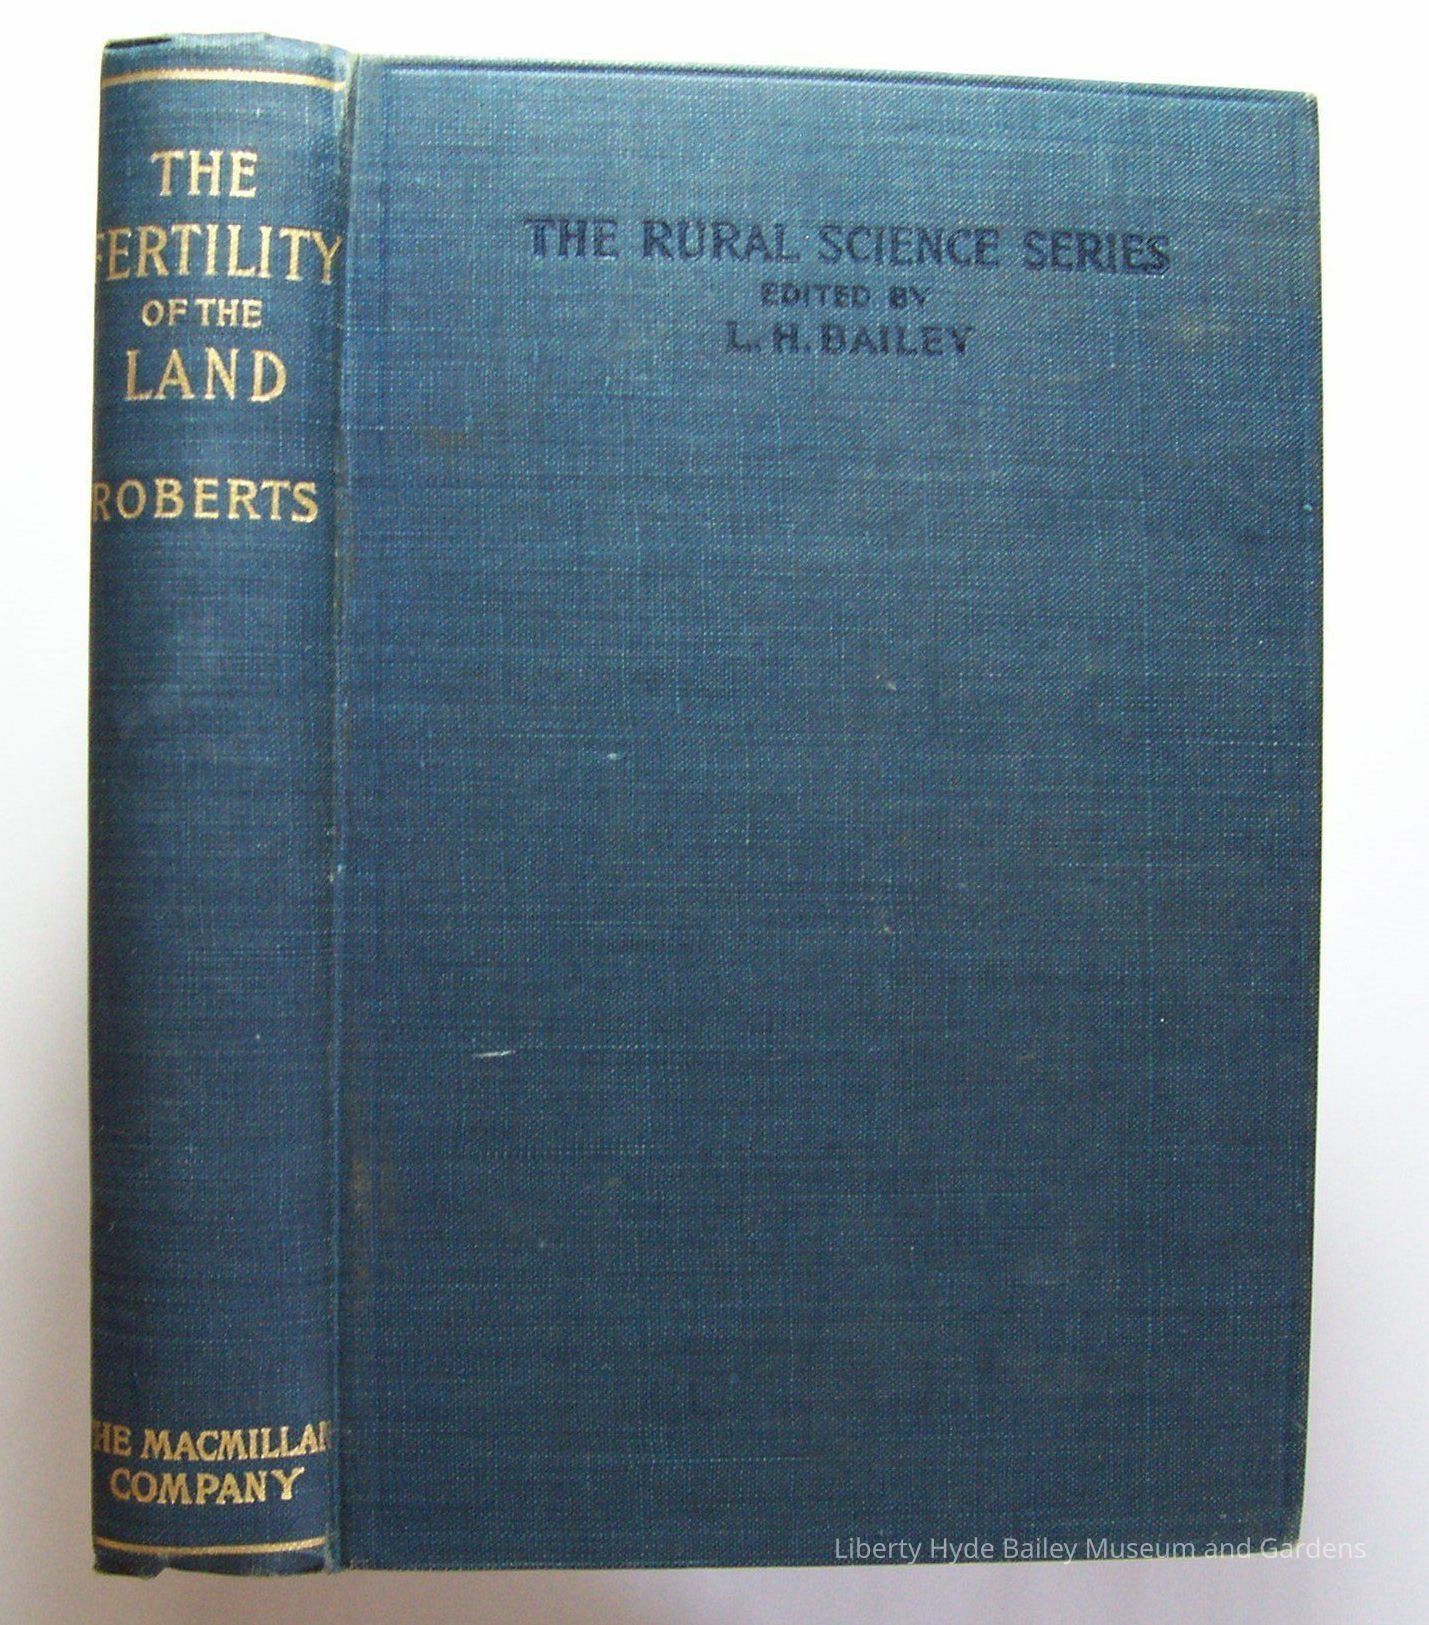 THE
FERTILITY
OF THE
LAND
ROBERTS
THE MACMILLAN
COMPANY
THE RURAL SCIENCE SERIES
EDITED BY
L. H. BAILEY
Liberty Hyde Bailey Museum and Gardens